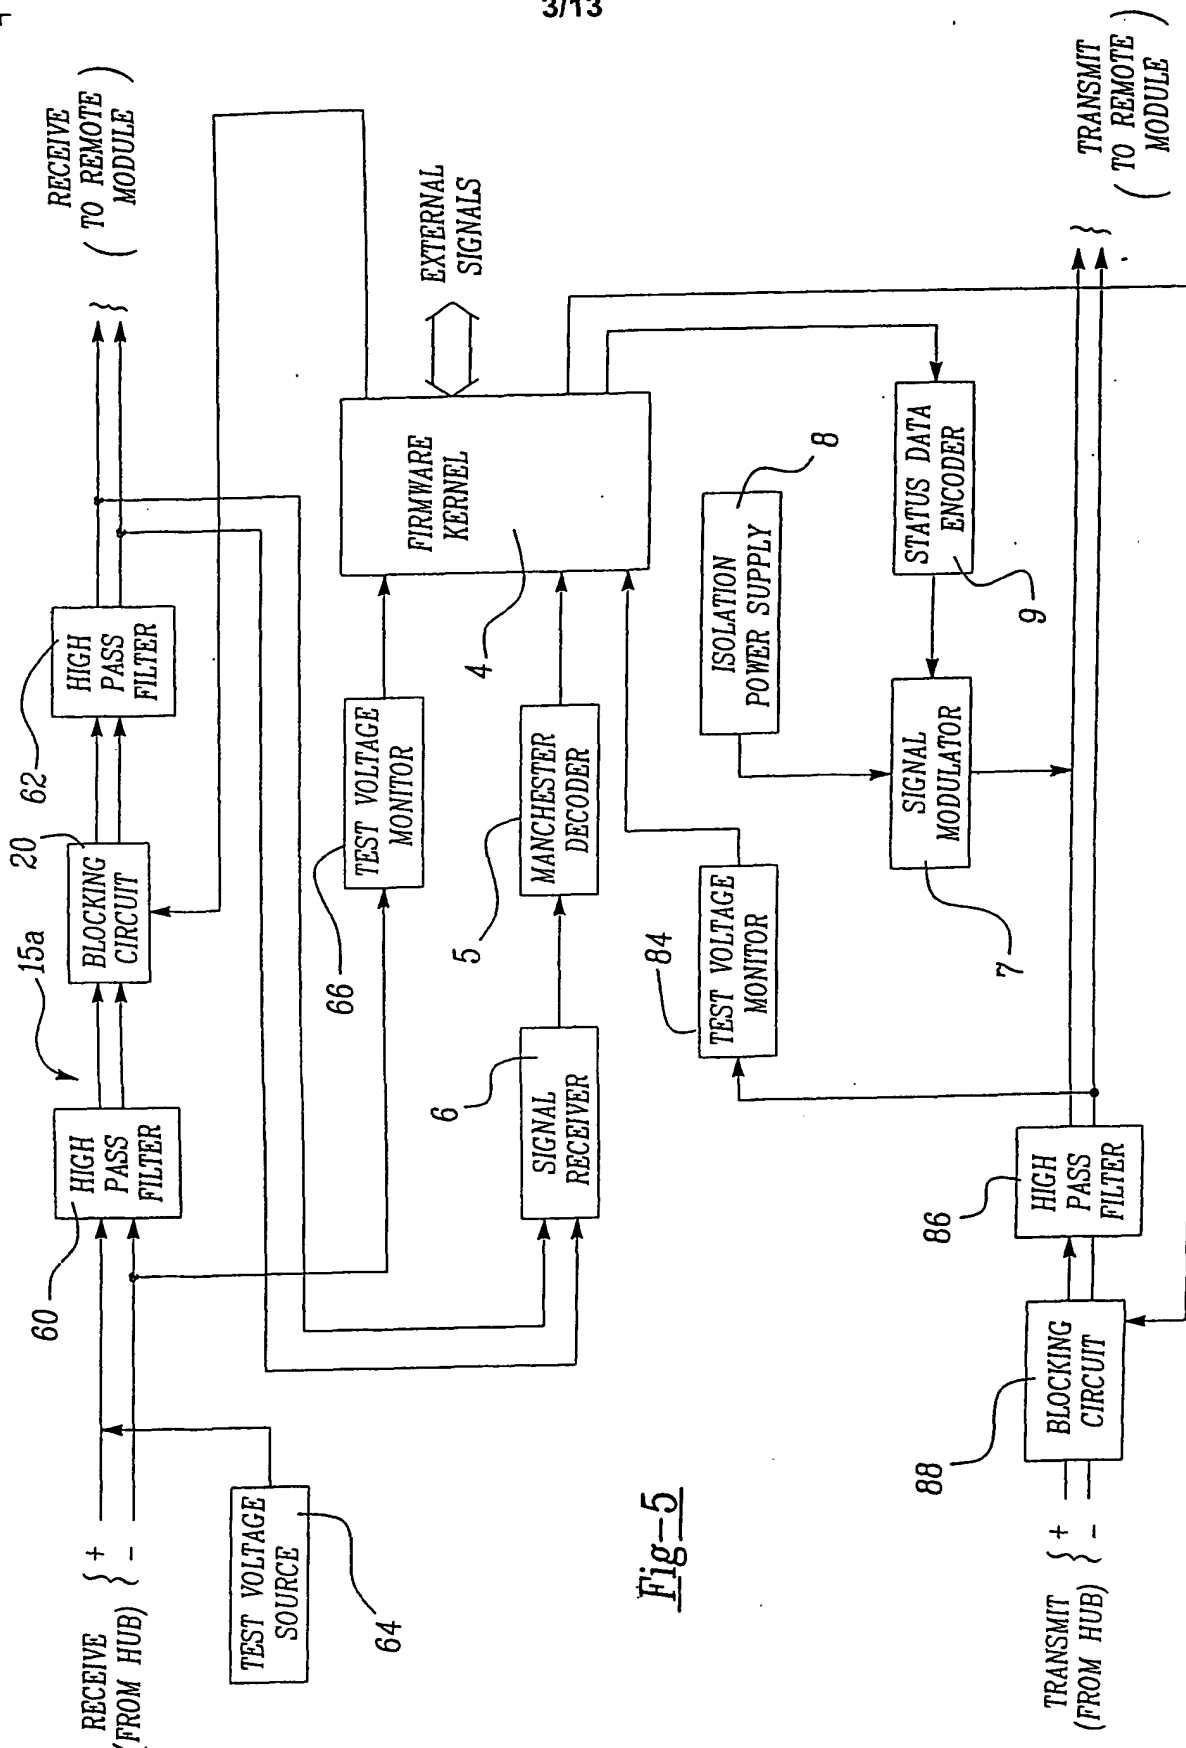 3/13
RECEIVE
(FROM HUB)
} + -
TEST VOLTAGE
SOURCE
64
60
HIGH
PASS
FILTER
15a
BLOCKING
CIRCUIT
20
62
HIGH
PASS
FILTER
RECEIVE
( TO REMOTE )
MODULE
66
TEST VOLTAGE
MONITOR
6
SIGNAL
RECEIVER
5
MANCHESTER
DECODER
FIRMWARE
KERNEL
4
EXTERNAL
SIGNALS
84
TEST VOLTAGE
MONITOR
ISOLATION
POWER SUPPLY
8
SIGNAL
MODULATOR
7
STATUS DATA
ENCODER
9
TRANSMIT
(FROM HUB)
} + -
88
BLOCKING
CIRCUIT
86
HIGH
PASS
FILTER
TRANSMIT
( TO REMOTE )
MODULE
Fig-5